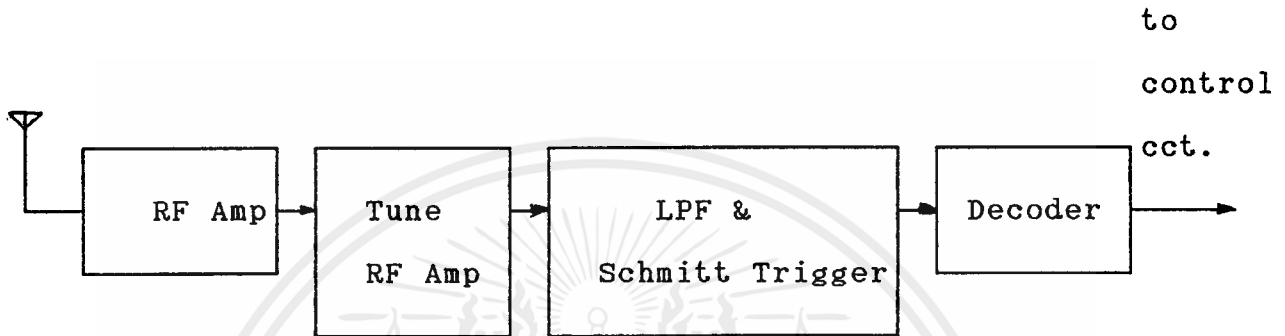 to
control
cct.
RF Amp
Tune
RF Amp
LPF &
Schmitt Trigger
Decoder